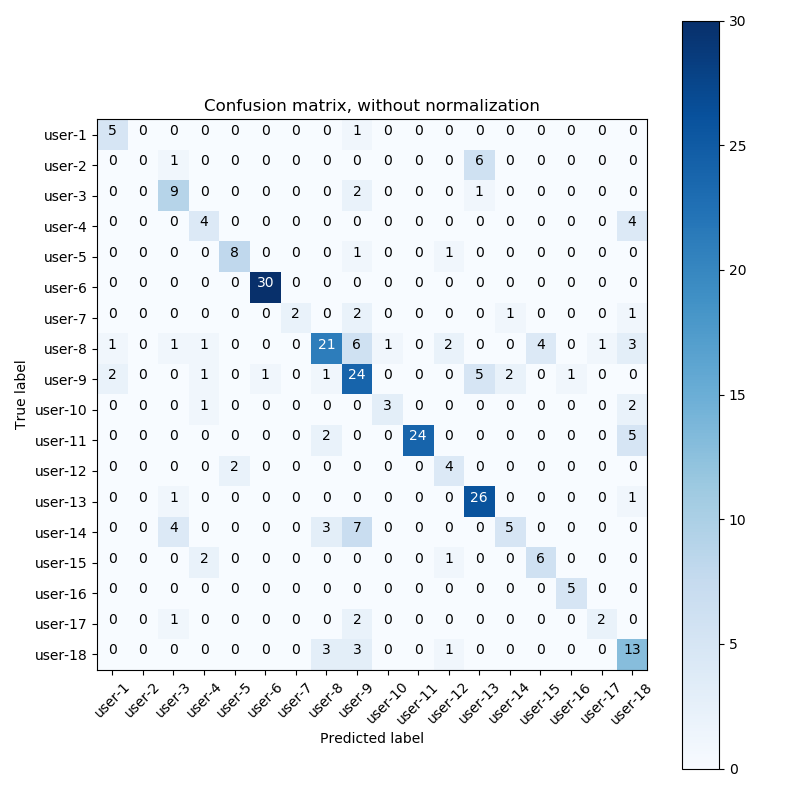 Confusion matrix, without normalization
True label
user-1 5 0 0 0 0 0 0 0 1 0 0 0 0 0 0 0 0 0
user-2 0 0 1 0 0 0 0 0 0 0 0 0 6 0 0 0 0 0
user-3 0 0 9 0 0 0 0 0 2 0 0 0 1 0 0 0 0 0
user-4 0 0 0 4 0 0 0 0 0 0 0 0 0 0 0 0 0 4
user-5 0 0 0 0 8 0 0 0 1 0 0 1 0 0 0 0 0 0
user-6 0 0 0 0 0 30 0 0 0 0 0 0 0 0 0 0 0 0
user-7 0 0 0 0 0 0 2 0 2 0 0 0 0 1 0 0 0 1
user-8 1 0 1 1 0 0 0 21 6 1 0 2 0 0 4 0 1 3
user-9 2 0 0 1 0 1 0 1 24 0 0 0 5 2 0 1 0 0
user-10 0 0 0 1 0 0 0 0 0 3 0 0 0 0 0 0 0 2
user-11 0 0 0 0 0 0 0 2 0 0 24 0 0 0 0 0 0 5
user-12 0 0 0 0 2 0 0 0 0 0 0 4 0 0 0 0 0 0
user-13 0 0 1 0 0 0 0 0 0 0 0 0 26 0 0 0 0 1
user-14 0 0 4 0 0 0 0 3 7 0 0 0 0 5 0 0 0 0
user-15 0 0 0 2 0 0 0 0 0 0 0 1 0 0 6 0 0 0
user-16 0 0 0 0 0 0 0 0 0 0 0 0 0 0 0 5 0 0
user-17 0 0 1 0 0 0 0 0 2 0 0 0 0 0 0 0 2 0
user-18 0 0 0 0 0 0 0 3 3 0 0 1 0 0 0 0 0 13
user-1 user-2 user-3 user-4 user-5 user-6 user-7 user-8 user-9 user-10 user-11 user-12 user-13 user-14 user-15 user-16 user-17 user-18
Predicted label
30
25
20
15
10
5
0